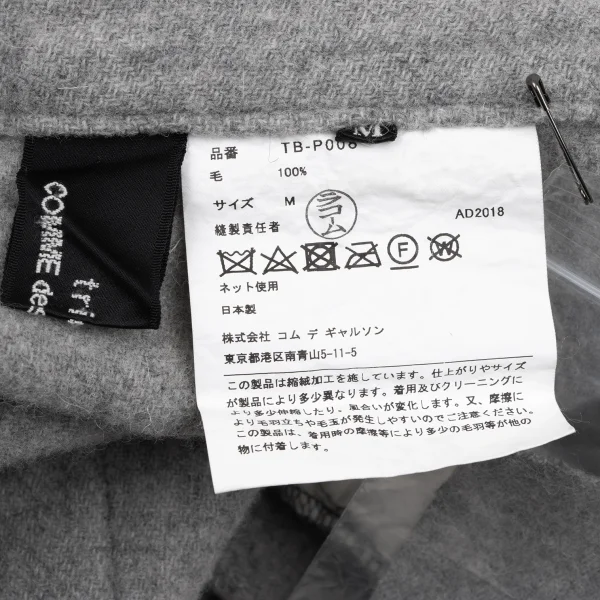 品番 TB-P008
毛 100%
サイズ M
縫製責任者
コム
AD2018
F
W
ネット使用
日本製
株式会社 コム デ ギャルソン
東京都港区南青山5-11-5
この製品は縮絨加工を施しています。仕上がりやサイズ
が製品により多少異なります。着用及びクリーニングに
より多少伸縮したり、風合いが変化します。又、摩擦に
より毛羽立ちや毛玉が発生しやすいのでご注意ください。
この製品は、着用時の摩擦等により多少の毛羽等が他の
物に付着します。
M
tri
COMME des